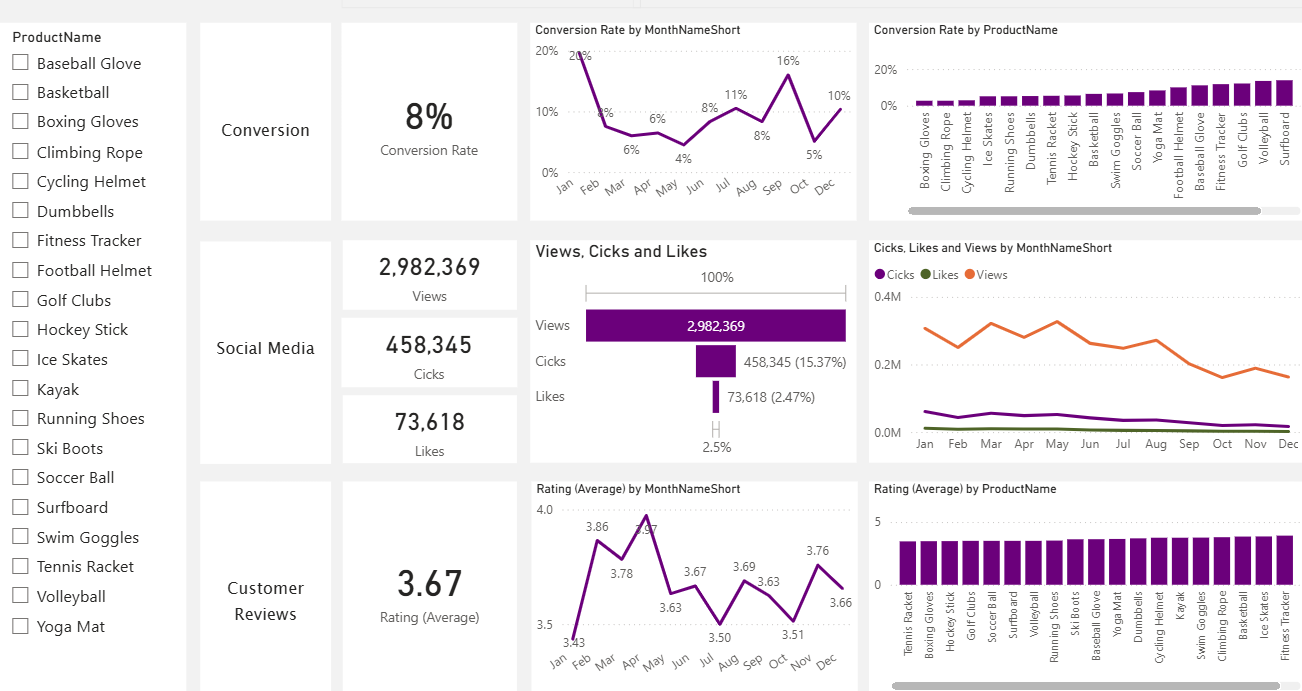 ProductName
Baseball Glove
Basketball
Boxing Gloves
Climbing Rope
Cycling Helmet
Dumbbells
Fitness Tracker
Football Helmet
Golf Clubs
Hockey Stick
Ice Skates
Kayak
Running Shoes
Ski Boots
Soccer Ball
Surfboard
Swim Goggles
Tennis Racket
Volleyball
Yoga Mat
Conversion
8%
Conversion Rate
Conversion Rate by MonthNameShort
20%
10%
0%
20%
8%
6%
6%
4%
8%
11%
8%
16%
5%
10%
Jan
Feb
Mar
Apr
May
Jun
Jul
Aug
Sep
Oct
Dec
Conversion Rate by ProductName
20%
0%
Boxing Gloves
Climbing Rope
Cycling Helmet
Ice Skates
Running Shoes
Dumbbells
Tennis Racket
Hockey Stick
Basketball
Swim Goggles
Soccer Ball
Yoga Mat
Football Helmet
Baseball Glove
Fitness Tracker
Golf Clubs
Volleyball
Surfboard
Social Media
2,982,369
Views
458,345
Cicks
73,618
Likes
Views, Cicks and Likes
100%
Views
2,982,369
Cicks
458,345 (15.37%)
Likes
73,618 (2.47%)
2.5%
Cicks, Likes and Views by MonthNameShort
Cicks Likes Views
0.4M
0.2M
0.0M
Jan Feb Mar Apr May Jun Jul Aug Sep Oct Nov Dec
Customer
Reviews
3.67
Rating (Average)
Rating (Average) by MonthNameShort
4.0
3.5
3.43
3.86
3.78
3.97
3.63
3.67
3.50
3.69
3.63
3.51
3.76
3.66
Jan
Feb
Mar
Apr
May
Jun
Jul
Aug
Sep
Oct
Nov
Dec
Rating (Average) by ProductName
5
0
Tennis Racket
Boxing Gloves
Hockey Stick
Golf Clubs
Soccer Ball
Surfboard
Volleyball
Running Shoes
Ski Boots
Baseball Glove
Yoga Mat
Dumbbells
Cycling Helmet
Kayak
Swim Goggles
Climbing Rope
Basketball
Ice Skates
Fitness Tracker